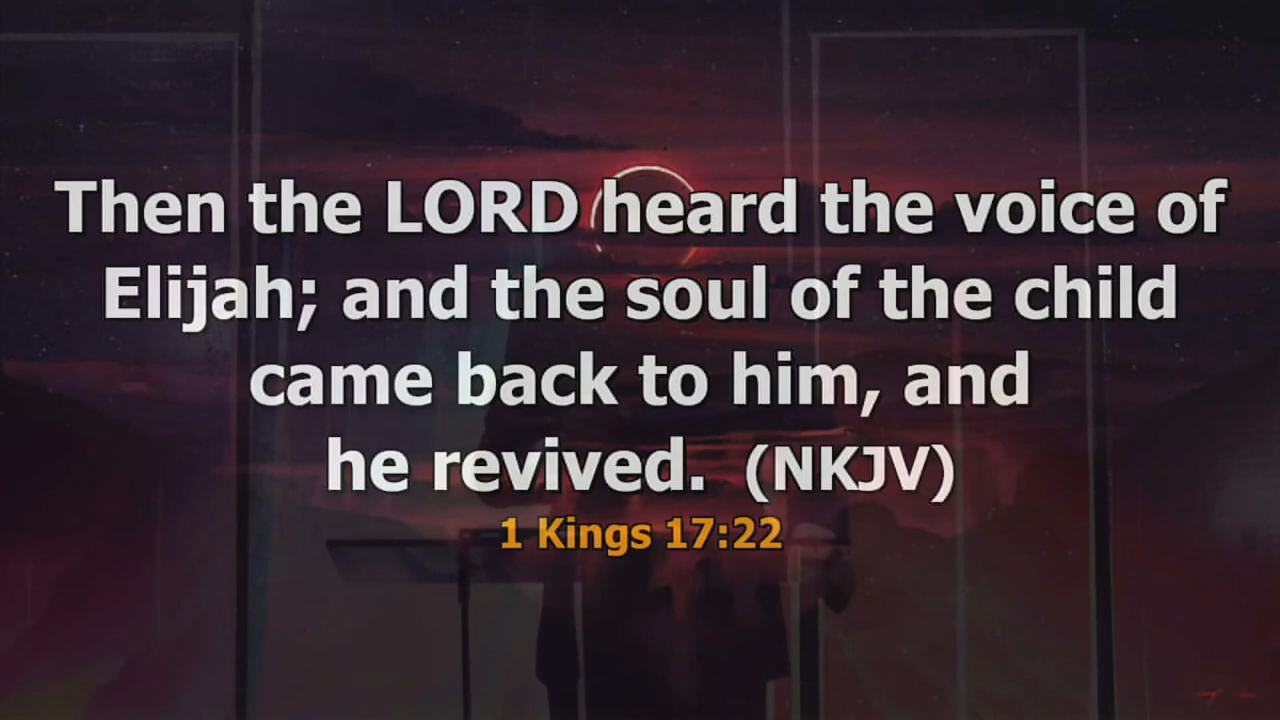 Then the LORD heard the voice of
Elijah; and the soul of the child
came back to him, and
he revived. (NKJV)
1 Kings 17:22